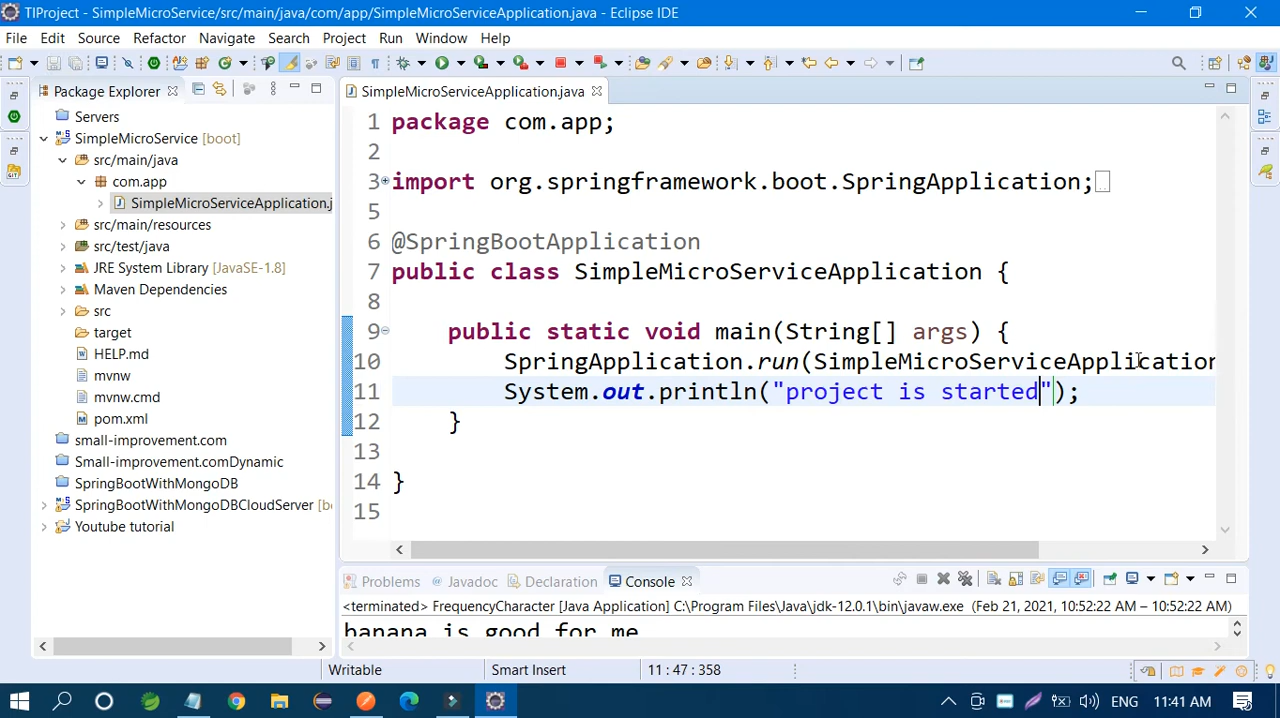 TIProject - SimpleMicroService/src/main/java/com/app/SimpleMicroServiceApplication.java - Eclipse IDE
File Edit Source Refactor Navigate Search Project Run Window Help
Package Explorer
SimpleMicroServiceApplication.java
Servers
SimpleMicroService [boot]
src/main/java
com.app
SimpleMicroServiceApplication.j
src/main/resources
src/test/java
JRE System Library [JavaSE-1.8]
Maven Dependencies
src
target
HELP.md
mvnw
mvnw.cmd
pom.xml
small-improvement.com
Small-improvement.comDynamic
SpringBootWithMongoDB
SpringBootWithMongoDBCloudServer [bo
Youtube tutorial
1 package com.app;
2
3 import org.springframework.boot.SpringApplication;
5
6 @SpringBootApplication
7 public class SimpleMicroServiceApplication {
8
9 public static void main(String[] args) {
10 SpringApplication.run(SimpleMicroServiceApplication
11 System.out.println("project is started");
12 }
13
14 }
15
Problems Javadoc Declaration Console
<terminated> FrequencyCharacter [Java Application] C:\Program Files\Java\jdk-12.0.1\bin\javaw.exe (Feb 21, 2021, 10:52:22 AM – 10:52:22 AM)
banana is good for me
Writable Smart Insert 11 : 47 : 358
ENG 11:41 AM